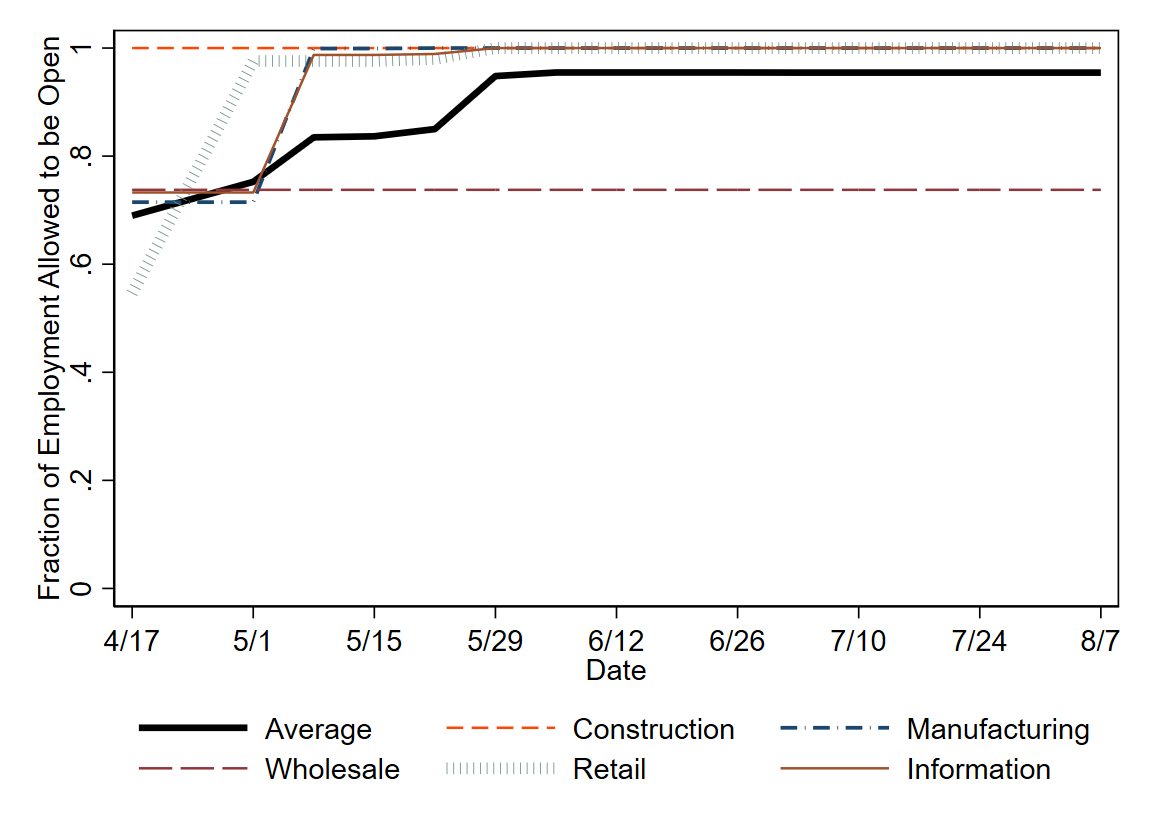 Fraction of Employment Allowed to be Open
1
.8
.6
.4
.2
0
4/17 5/1 5/15 5/29 6/12 6/26 7/10 7/24 8/7
Date
Average Construction Manufacturing
Wholesale Retail Information